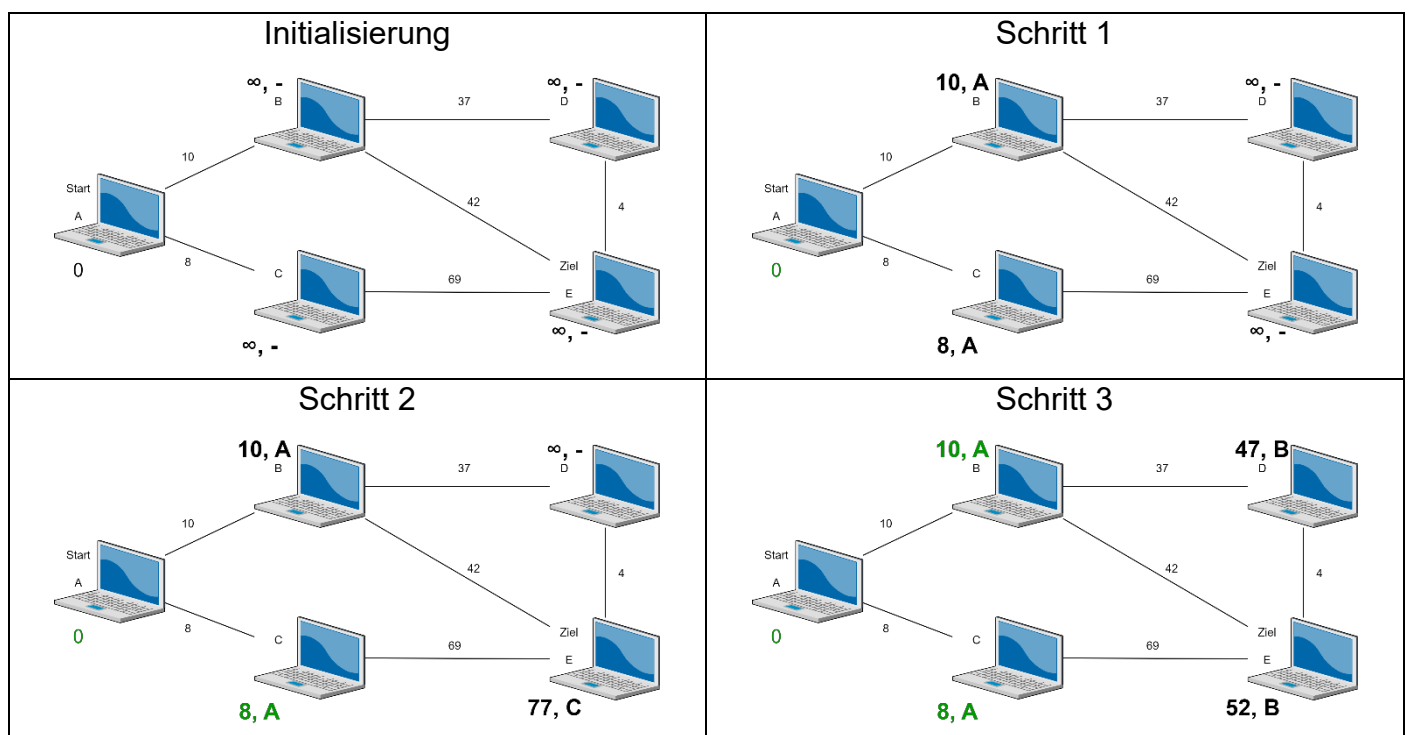 Initialisierung
∞, -
B
∞, -
D
37
10
Start
A
42
4
0
8
C
69
Ziel
E
∞, -
∞, -
Schritt 1
10, A
B
∞, -
D
37
10
Start
A
42
4
0
8
C
69
Ziel
E
8, A
∞, -
Schritt 2
10, A
B
∞, -
D
37
10
Start
A
42
4
0
8
C
69
Ziel
E
8, A
77, C
Schritt 3
10, A
B
47, B
D
37
10
Start
A
42
4
0
8
C
69
Ziel
E
8, A
52, B